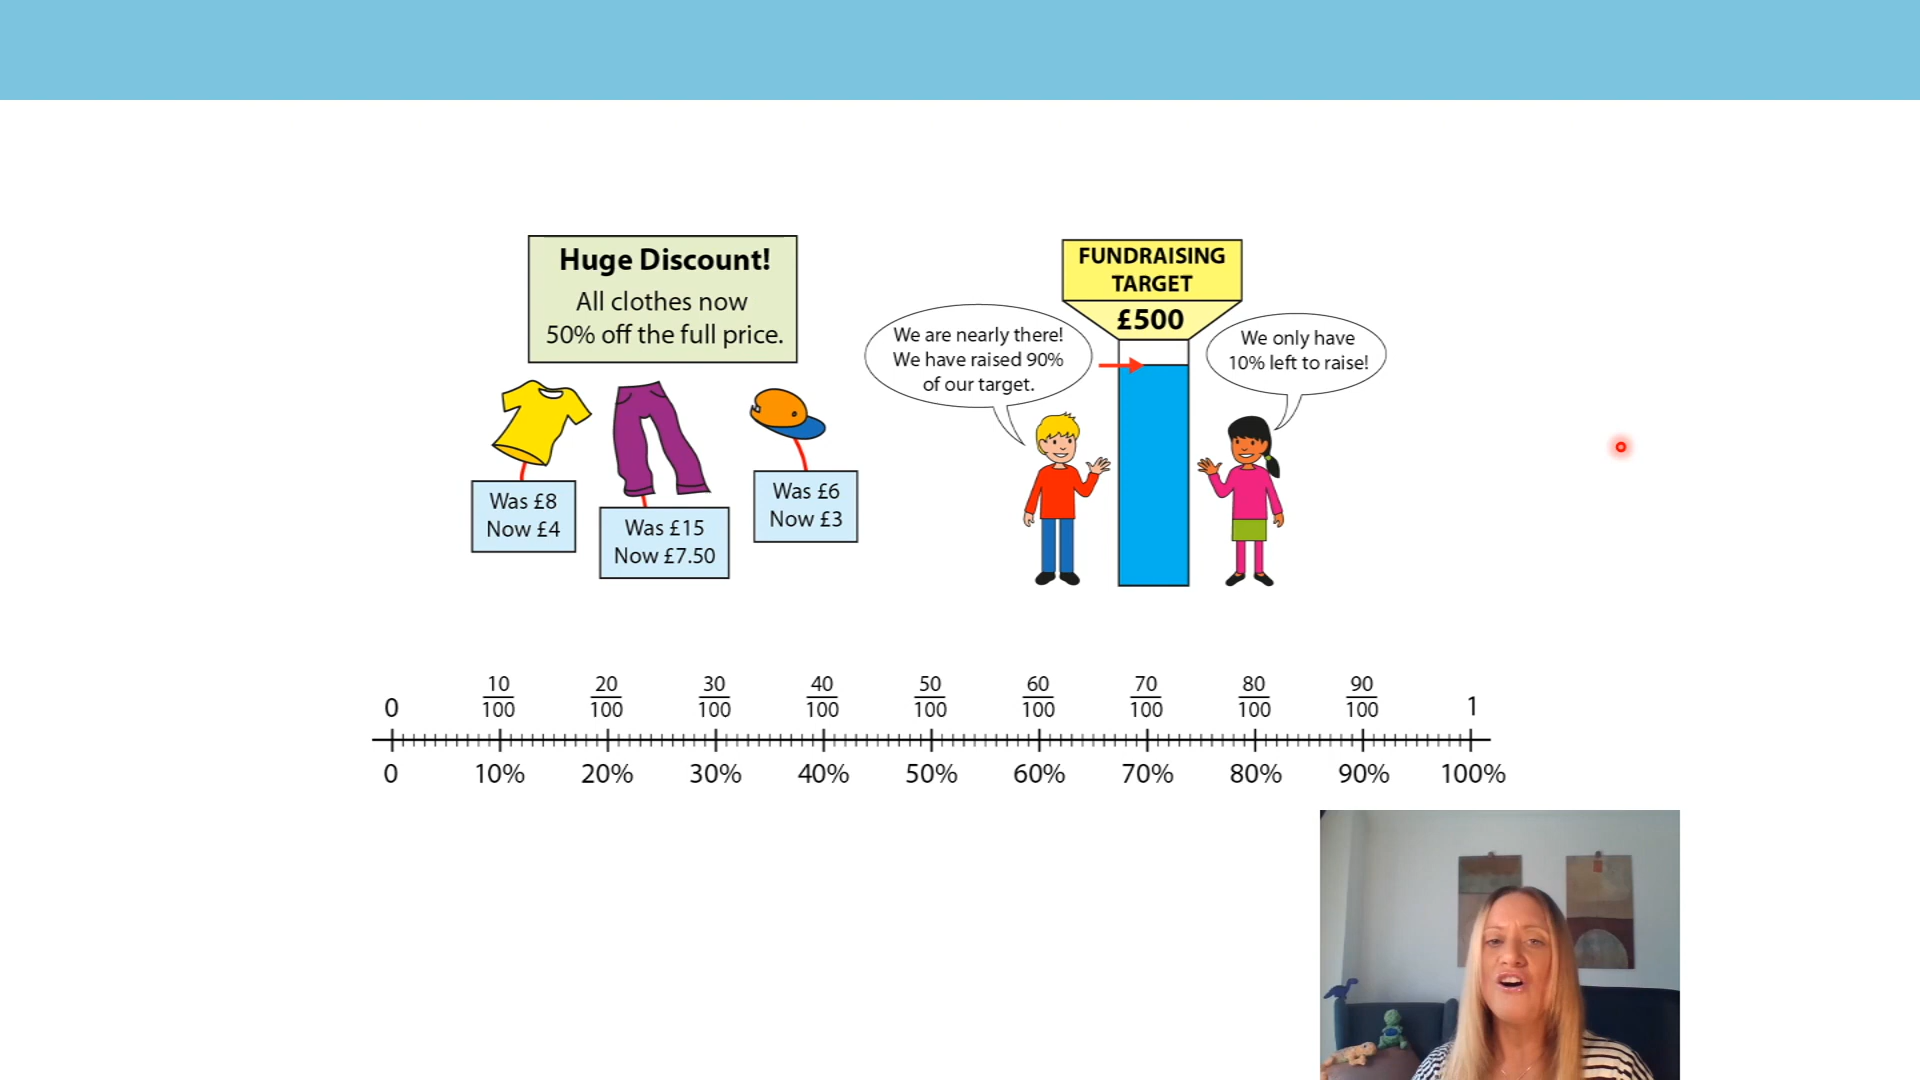 Huge Discount!
All clothes now
50% off the full price.
Was £8
Now £4
Was £15
Now £7.50
Was £6
Now £3
FUNDRAISING
TARGET
£500
We are nearly there!
We have raised 90%
of our target.
We only have
10% left to raise!
0 10/100 20/100 30/100 40/100 50/100 60/100 70/100 80/100 90/100 1
0 10% 20% 30% 40% 50% 60% 70% 80% 90% 100%